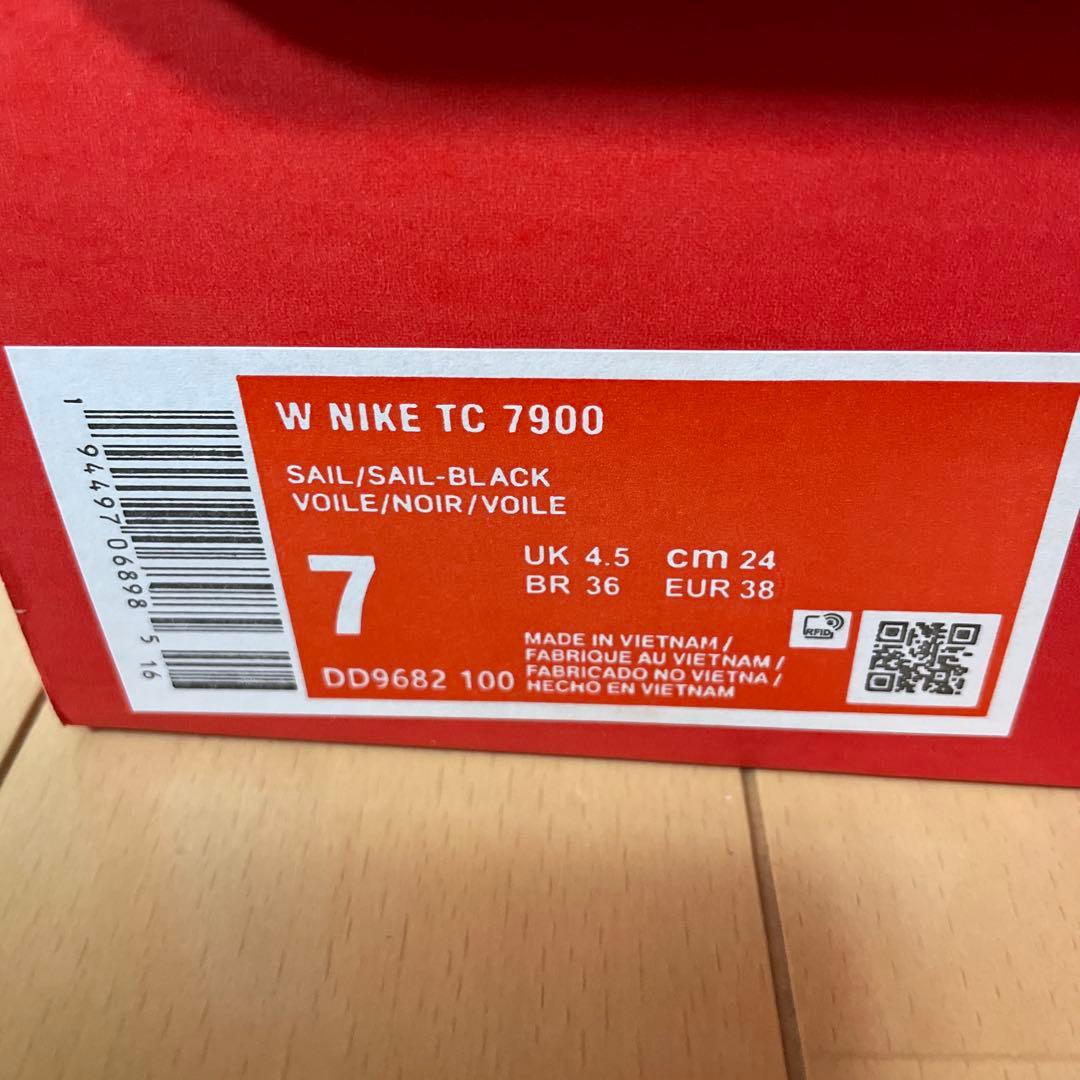 W NIKE TC 7900
SAIL/SAIL-BLACK
VOILE/NOIR/VOILE
7
UK 4.5 cm 24
BR 36 EUR 38
DD9682 100
MADE IN VIETNAM /
FABRIQUE AU VIETNAM /
FABRICADO NO VIETNA /
HECHO EN VIETNAM
RFID
1 94497 06898 5 16